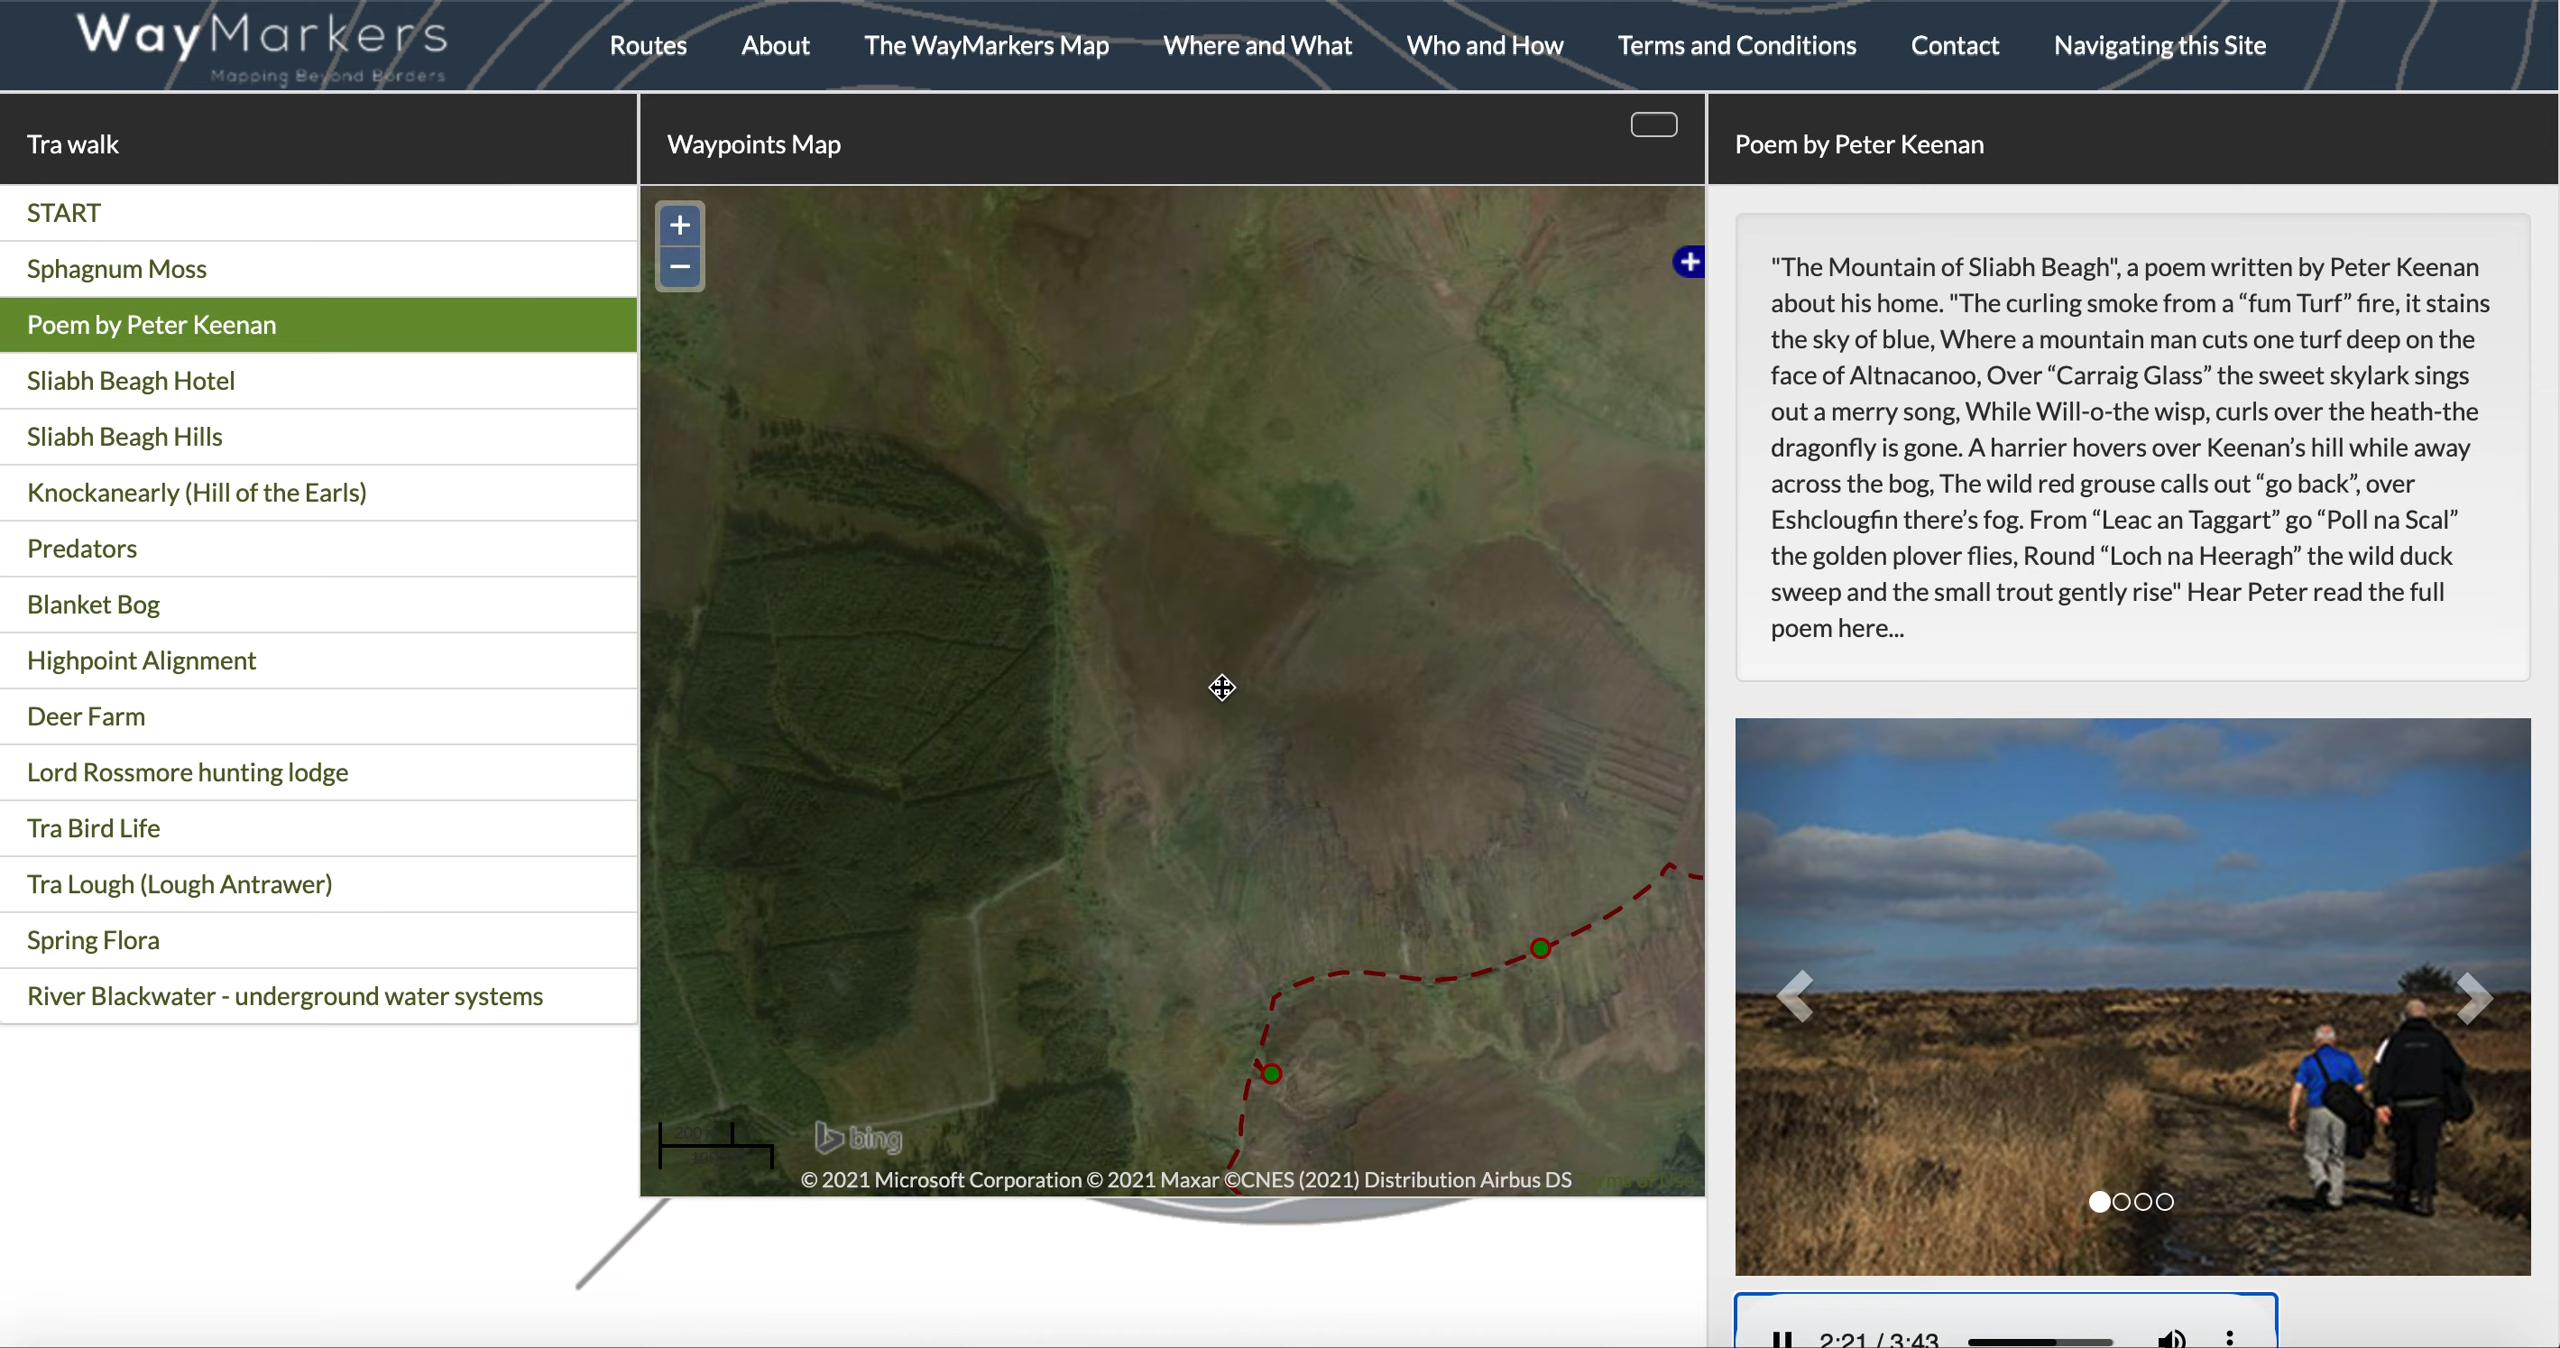 WayMarkers
Mapping Beyond Borders
Routes
About
The WayMarkers Map
Where and What
Who and How
Terms and Conditions
Contact
Navigating this Site
Tra walk
START
Sphagnum Moss
Poem by Peter Keenan
Sliabh Beagh Hotel
Sliabh Beagh Hills
Knockanearly (Hill of the Earls)
Predators
Blanket Bog
Highpoint Alignment
Deer Farm
Lord Rossmore hunting lodge
Tra Bird Life
Tra Lough (Lough Antrawer)
Spring Flora
River Blackwater - underground water systems
Waypoints Map
+
−
+
bing
© 2021 Microsoft Corporation © 2021 Maxar ©CNES (2021) Distribution Airbus DS
Terms of Use
Poem by Peter Keenan
"The Mountain of Sliabh Beagh", a poem written by Peter Keenan
about his home. "The curling smoke from a “fum Turf” fire, it stains
the sky of blue, Where a mountain man cuts one turf deep on the
face of Altnacanoo, Over “Carraig Glass” the sweet skylark sings
out a merry song, While Will-o-the wisp, curls over the heath-the
dragonfly is gone. A harrier hovers over Keenan’s hill while away
across the bog, The wild red grouse calls out “go back”, over
Eshclougfin there’s fog. From “Leac an Taggart” go “Poll na Scal”
the golden plover flies, Round “Loch na Heeragh” the wild duck
sweep and the small trout gently rise" Hear Peter read the full
poem here...
2:21 / 3:43